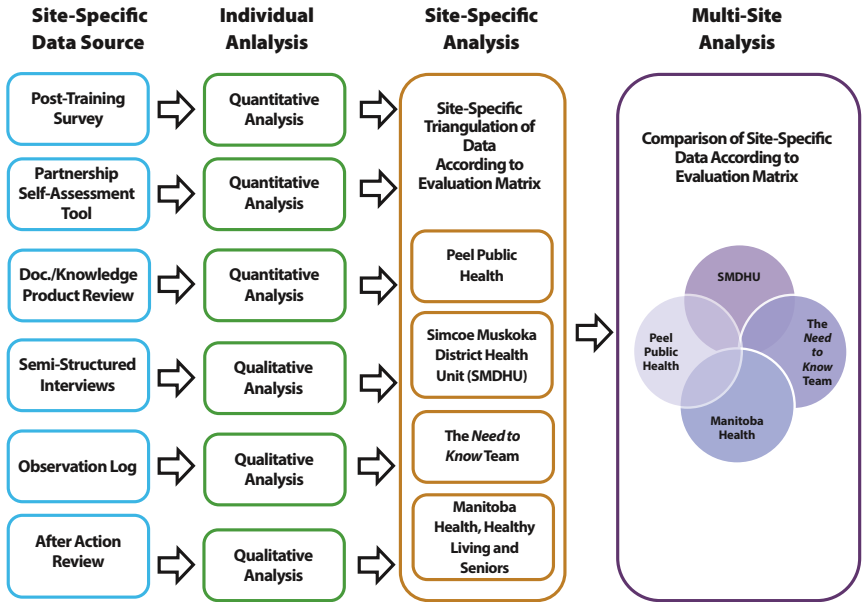 Site-Specific
Data Source
Individual
Anlalysis
Site-Specific
Analysis
Multi-Site
Analysis
Post-Training
Survey
Quantitative
Analysis
Partnership
Self-Assessment
Tool
Quantitative
Analysis
Doc./Knowledge
Product Review
Quantitative
Analysis
Semi-Structured
Interviews
Qualitative
Analysis
Observation Log
Qualitative
Analysis
After Action
Review
Qualitative
Analysis
Site-Specific
Triangulation of
Data
According to
Evaluation Matrix
Peel Public
Health
Simcoe Muskoka
District Health
Unit (SMDHU)
The Need to
Know Team
Manitoba
Health, Healthy
Living and
Seniors
Comparison of Site-Specific
Data According to
Evaluation Matrix
SMDHU
Peel
Public
Health
The
Need
to
Know
Team
Manitoba
Health